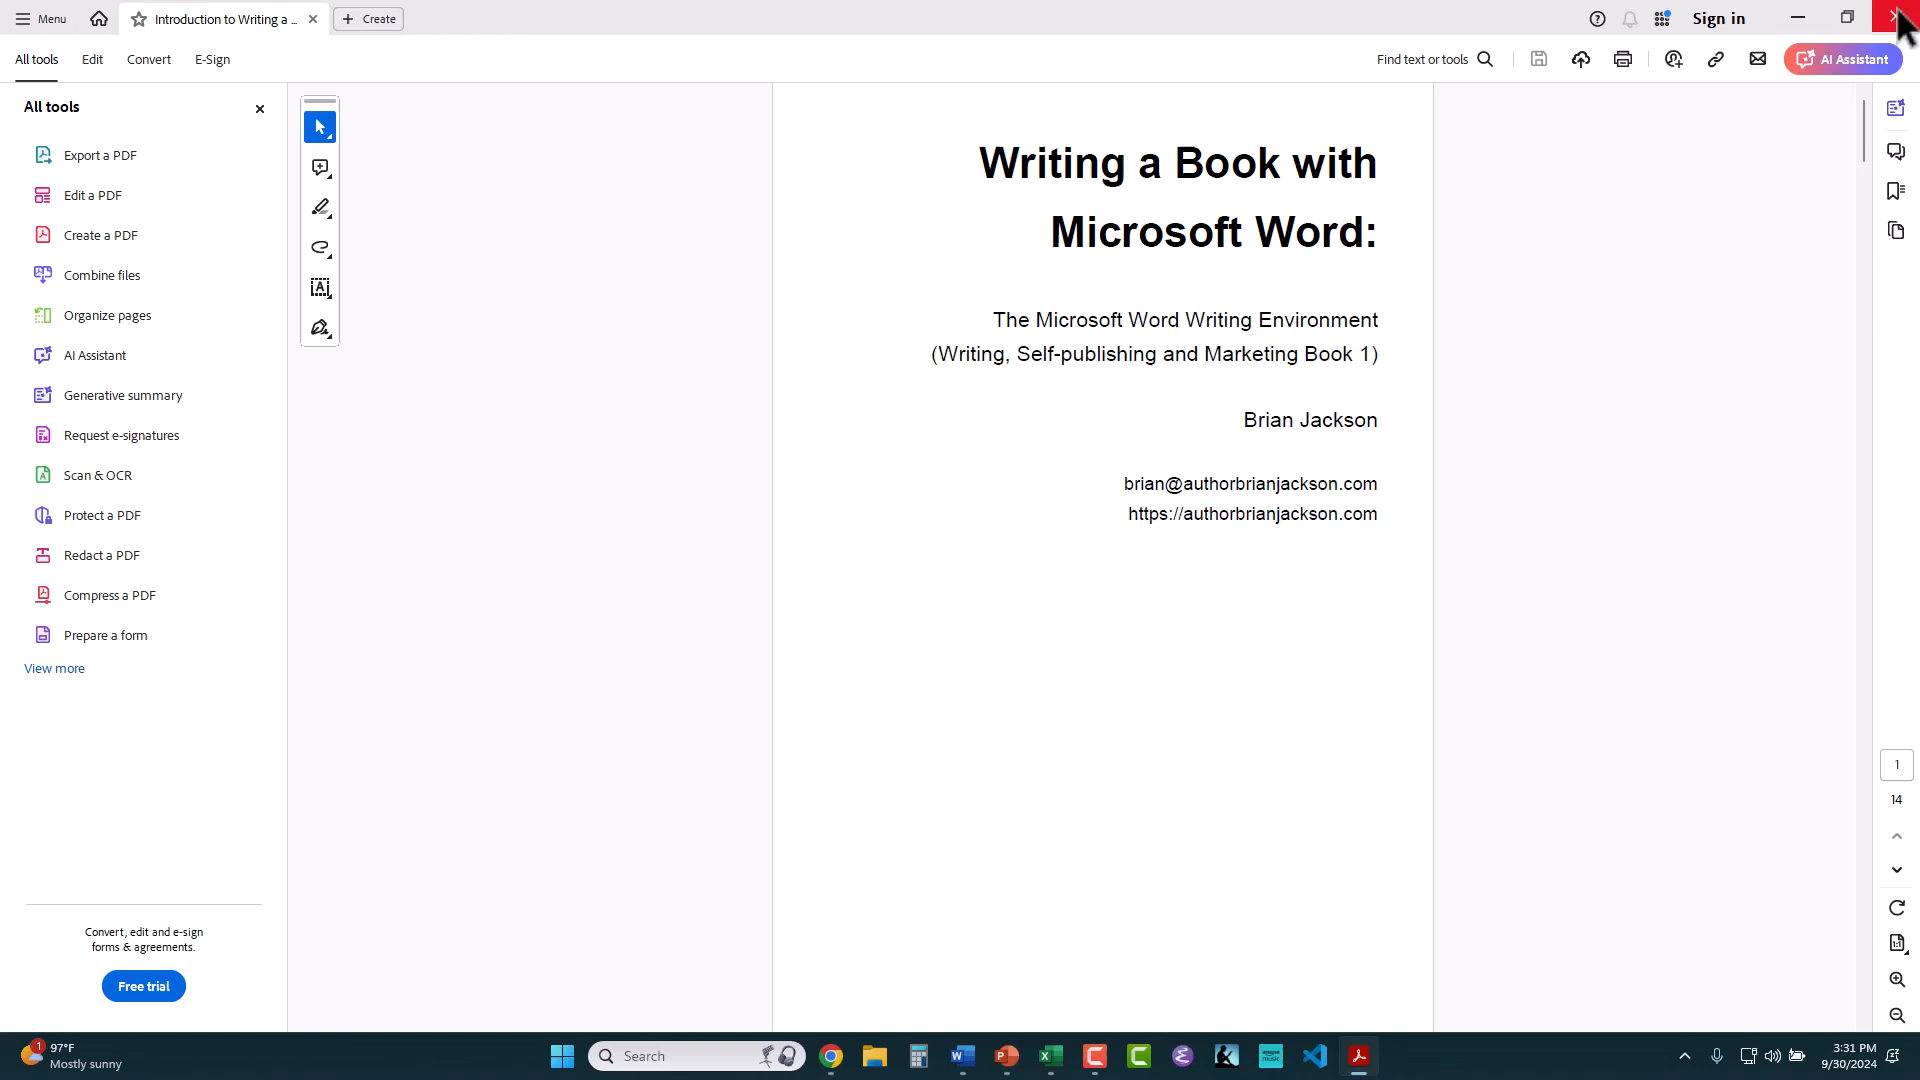 Menu
Introduction to Writing a ...
Create
Sign in
All tools
Edit
Convert
E-Sign
Find text or tools
AI Assistant
All tools
Export a PDF
Edit a PDF
Create a PDF
Combine files
Organize pages
AI Assistant
Generative summary
Request e-signatures
Scan & OCR
Protect a PDF
Redact a PDF
Compress a PDF
Prepare a form
View more
Convert, edit and e-sign
forms & agreements.
Free trial
Writing a Book with
Microsoft Word:
The Microsoft Word Writing Environment
(Writing, Self-publishing and Marketing Book 1)
Brian Jackson
brian@authorbrianjackson.com
https://authorbrianjackson.com
1
14
1
97°F
Mostly sunny
Search
3:31 PM
9/30/2024